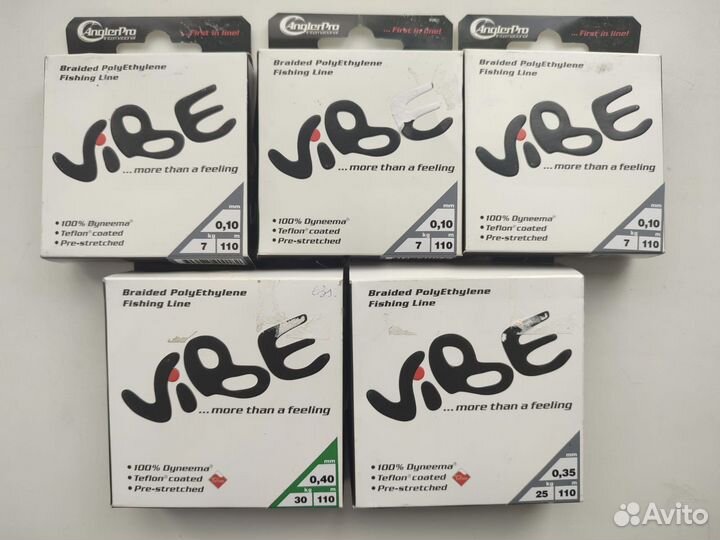 AnglerPro
International
... First in line!
Braided PolyEthylene
Fishing Line
ViBE
...more than a feeling
• 100% Dyneema®
• Teflon® coated
• Pre-stretched
mm
0,10
kg m
7 110
AnglerPro
International
... First in line!
Braided PolyEthylene
Fishing Line
ViBE
...more than a feeling
• 100% Dyneema®
• Teflon® coated
• Pre-stretched
mm
0,10
kg m
7 110
AnglerPro
International
... First in line!
Braided PolyEthylene
Fishing Line
ViBE
...more than a feeling
• 100% Dyneema®
• Teflon® coated
• Pre-stretched
mm
0,10
kg m
7 110
Braided PolyEthylene
Fishing Line
ViBE
...more than a feeling
• 100% Dyneema®
• Teflon® coated
• Pre-stretched
mm
0,40
kg m
30 110
Braided PolyEthylene
Fishing Line
ViBE
...more than a feeling
• 100% Dyneema®
• Teflon® coated
• Pre-stretched
mm
0,35
kg m
25 110
Avito